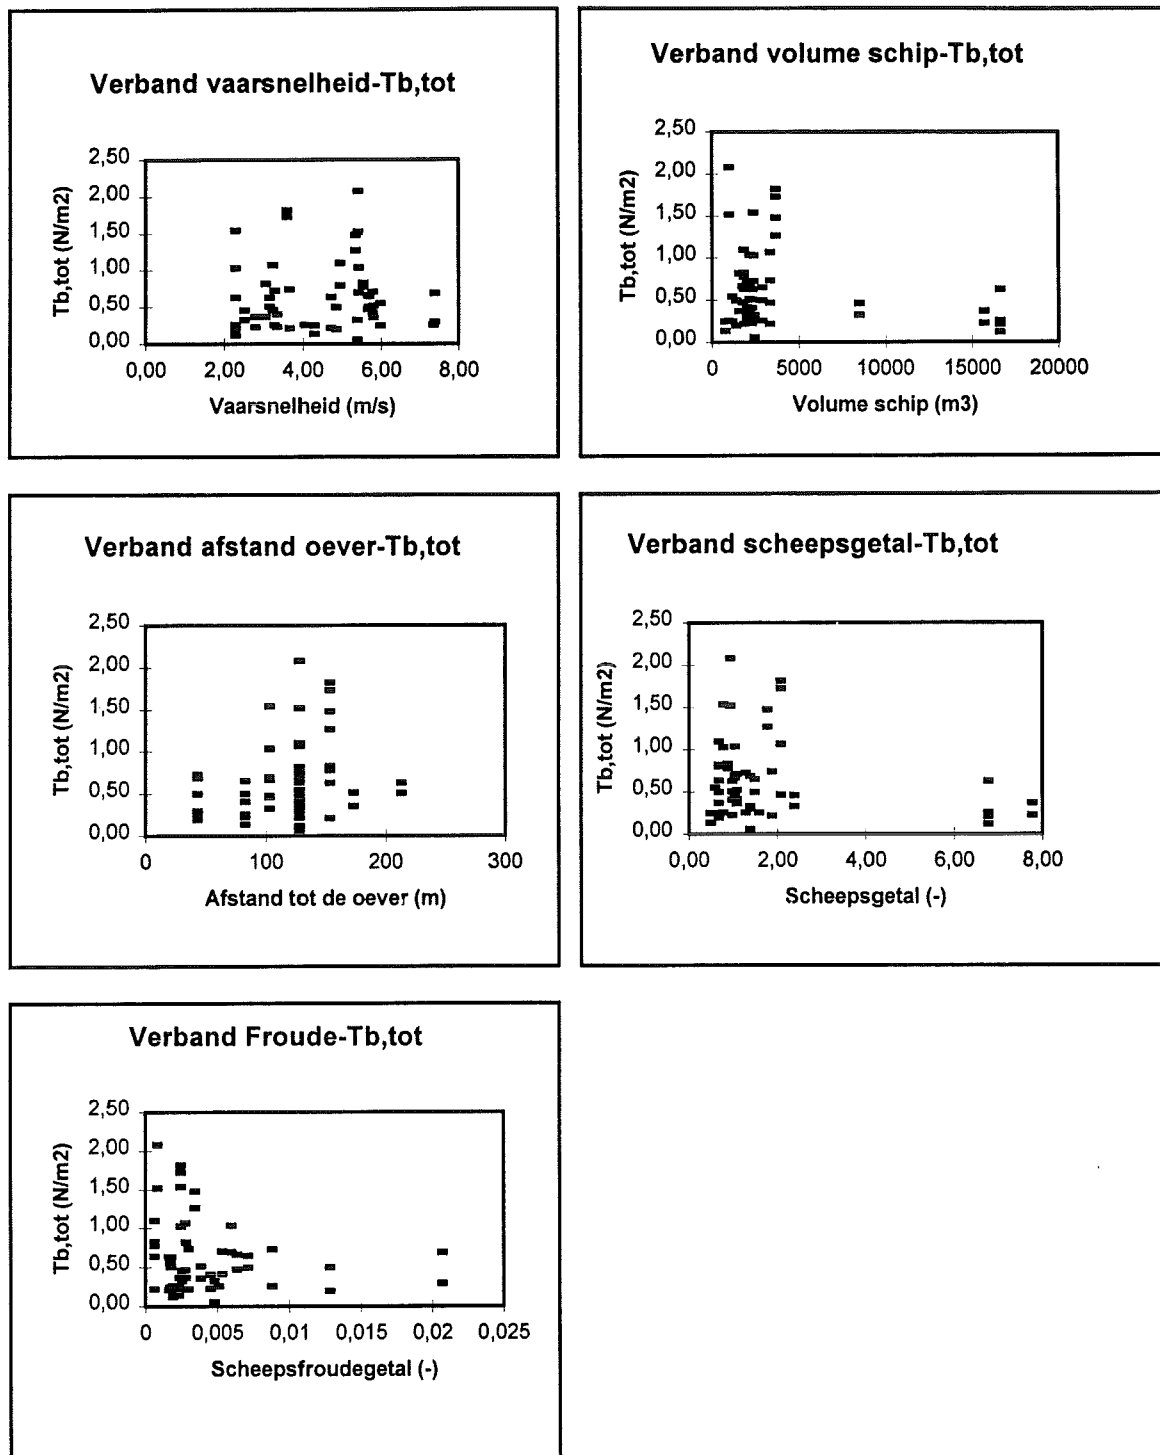 Verband vaarsnelheid-Tb,tot
Tb,tot (N/m2)
2,50
2,00
1,50
1,00
0,50
0,00
0,00 2,00 4,00 6,00 8,00
Vaarsnelheid (m/s)
Verband volume schip-Tb,tot
Tb,tot (N/m2)
2,50
2,00
1,50
1,00
0,50
0,00
0 5000 10000 15000 20000
Volume schip (m3)
Verband afstand oever-Tb,tot
Tb,tot (N/m2)
2,50
2,00
1,50
1,00
0,50
0,00
0 100 200 300
Afstand tot de oever (m)
Verband scheepsgetal-Tb,tot
Tb,tot (N/m2)
2,50
2,00
1,50
1,00
0,50
0,00
0,00 2,00 4,00 6,00 8,00
Scheepsgetal (-)
Verband Froude-Tb,tot
Tb,tot (N/m2)
2,50
2,00
1,50
1,00
0,50
0,00
0 0,005 0,01 0,015 0,02 0,025
Scheepsfroudegetal (-)